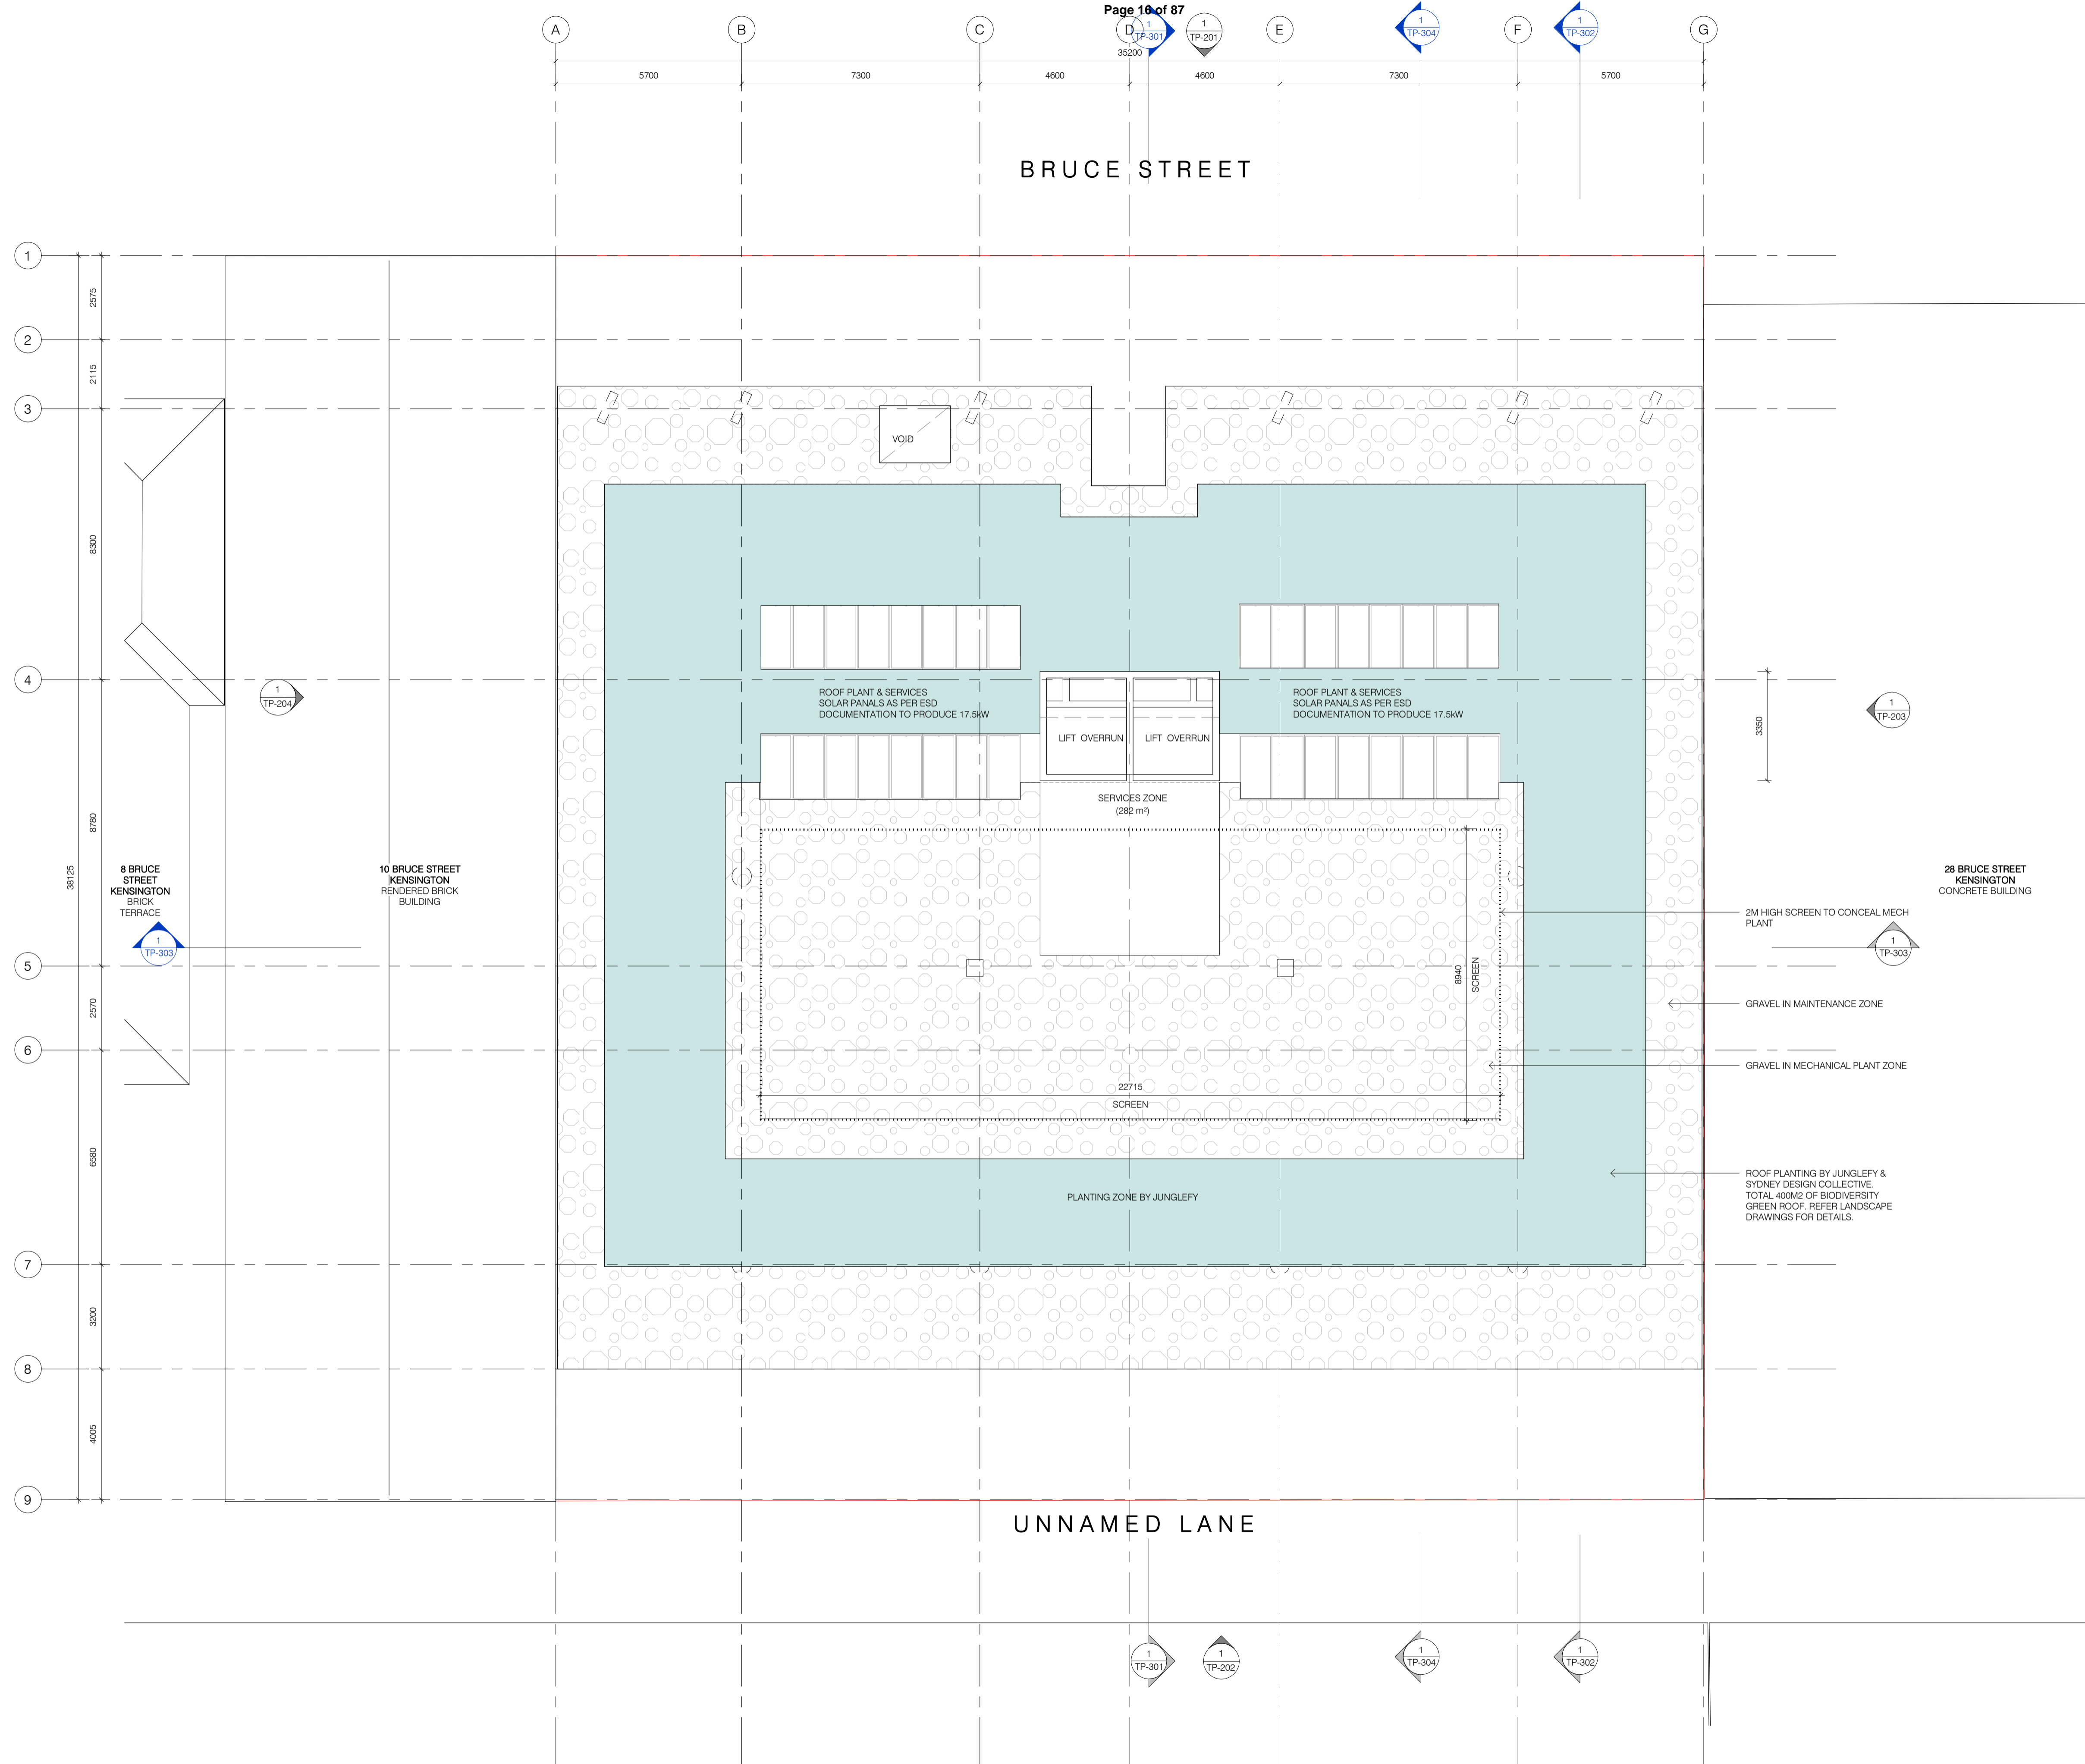 Page 16 of 87
A
B
C
D
E
F
G
1
TP-301
1
TP-201
1
TP-304
1
TP-302
35200
5700
7300
4600
4600
7300
5700
BRUCE STREET
1
2
3
4
5
6
7
8
9
38125
2575
2115
8300
8780
2570
6580
3200
4005
VOID
ROOF PLANT & SERVICES
SOLAR PANALS AS PER ESD
DOCUMENTATION TO PRODUCE 17.5kW
ROOF PLANT & SERVICES
SOLAR PANALS AS PER ESD
DOCUMENTATION TO PRODUCE 17.5kW
1
TP-204
1
TP-203
3350
LIFT OVERRUN
LIFT OVERRUN
SERVICES ZONE
(282 m²)
8 BRUCE
STREET
KENSINGTON
BRICK
TERRACE
10 BRUCE STREET
KENSINGTON
RENDERED BRICK
BUILDING
28 BRUCE STREET
KENSINGTON
CONCRETE BUILDING
2M HIGH SCREEN TO CONCEAL MECH
PLANT
1
TP-303
1
TP-303
8940
SCREEN
GRAVEL IN MAINTENANCE ZONE
GRAVEL IN MECHANICAL PLANT ZONE
22715
SCREEN
ROOF PLANTING BY JUNGLEFY &
SYDNEY DESIGN COLLECTIVE.
TOTAL 400M2 OF BIODIVERSITY
GREEN ROOF. REFER LANDSCAPE
DRAWINGS FOR DETAILS.
PLANTING ZONE BY JUNGLEFY
UNNAMED LANE
1
TP-301
1
TP-202
1
TP-304
1
TP-302